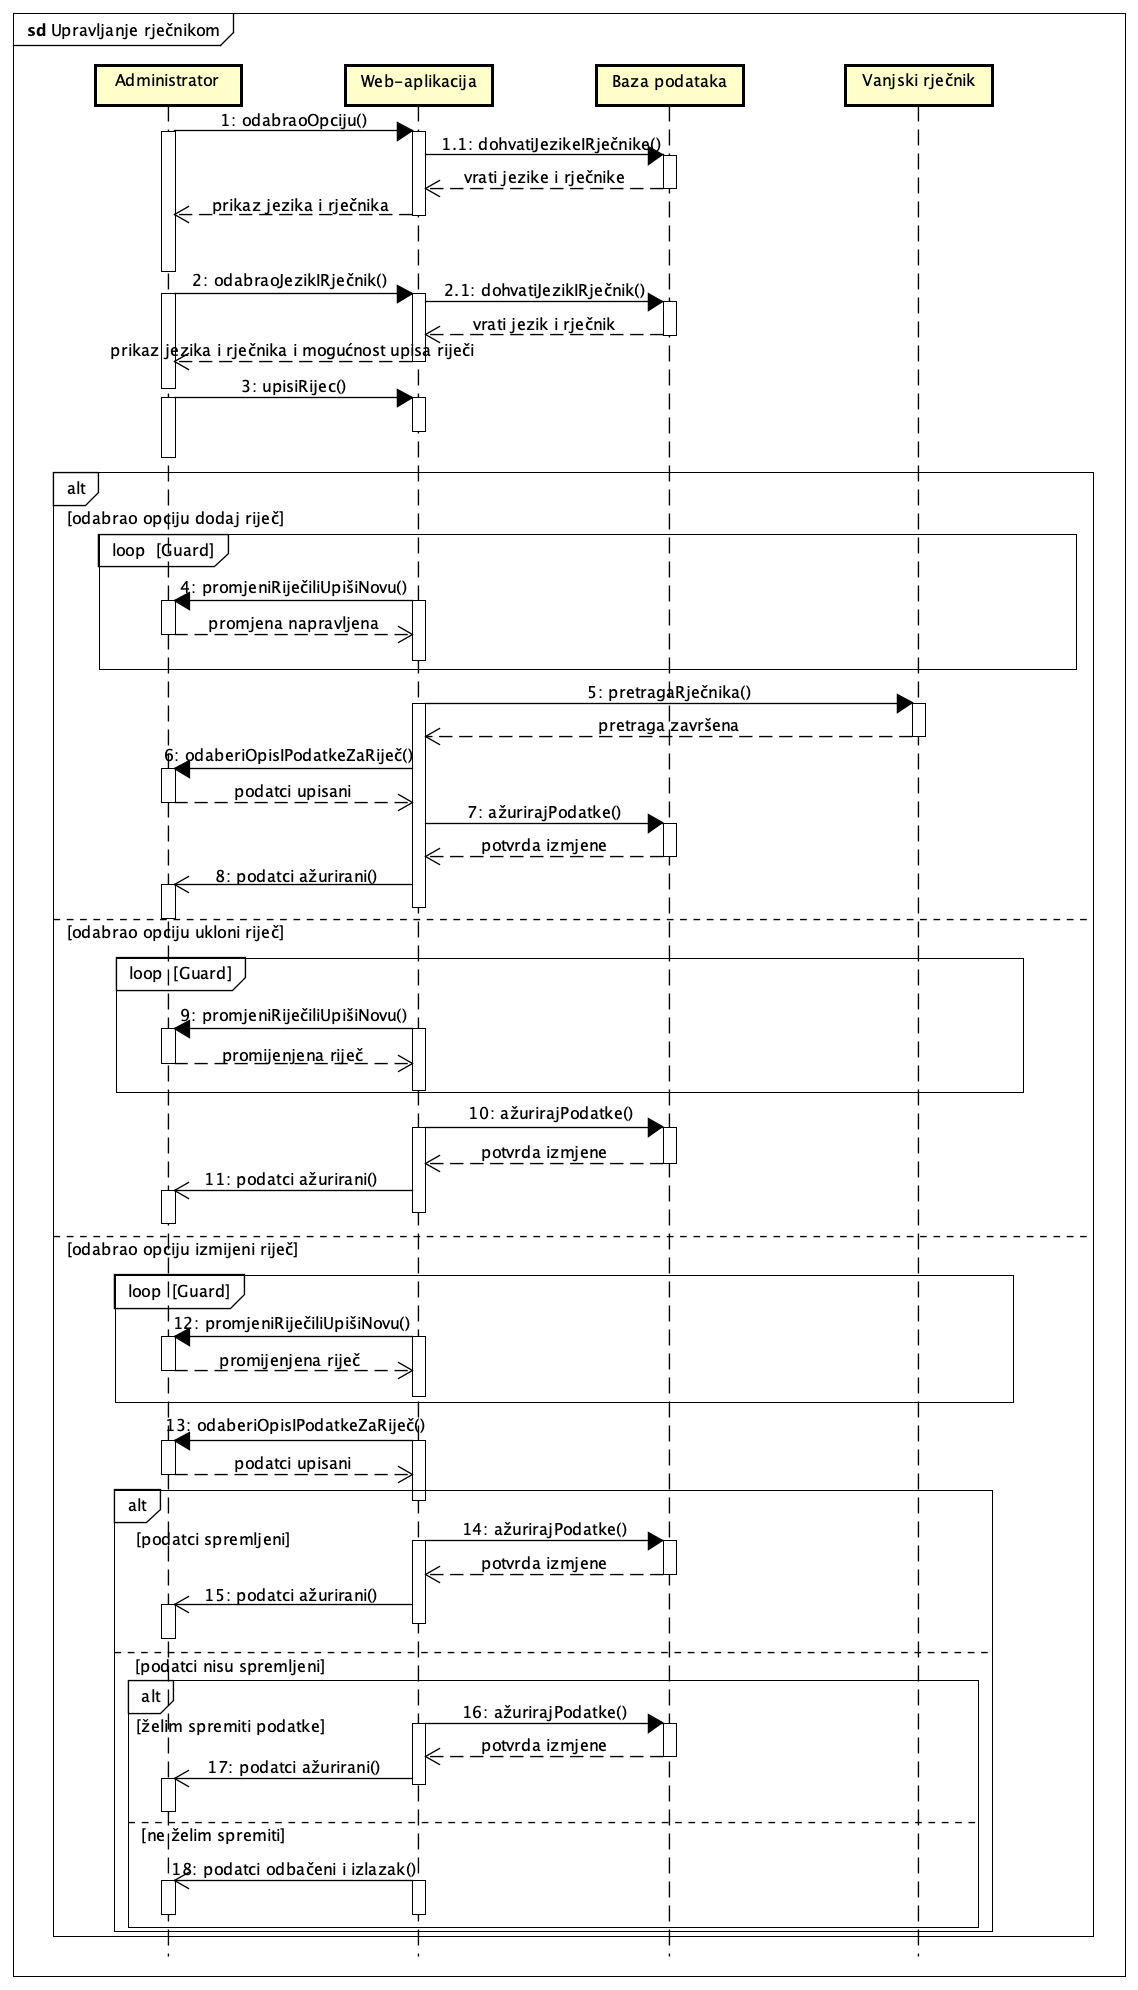 sd Upravljanje rječnikom
Administrator
Web-aplikacija
Baza podataka
Vanjski rječnik
1: odabraoOpciju()
1.1: dohvatiJezikeIRječnike()
vrati jezike i rječnike
prikaz jezika i rječnika
2: odabraoJezikIRječnik()
2.1: dohvatiJezikIRječnik()
vrati jezik i rječnik
prikaz jezika i rječnika i mogućnost upisa riječi
3: upisiRijec()
alt
[odabrao opciju dodaj riječ]
loop [Guard]
4: promjeniRiječiliUpišiNovu()
promjena napravljena
5: pretragaRječnika()
pretraga završena
6: odaberiOpisIPodatkeZaRiječ()
podatci upisani
7: ažurirajPodatke()
potvrda izmjene
8: podatci ažurirani()
[odabrao opciju ukloni riječ]
loop [Guard]
9: promjeniRiječiliUpišiNovu()
promijenjena riječ
10: ažurirajPodatke()
potvrda izmjene
11: podatci ažurirani()
[odabrao opciju izmijeni riječ]
loop [Guard]
12: promjeniRiječiliUpišiNovu()
promijenjena riječ
13: odaberiOpisIPodatkeZaRiječ()
podatci upisani
alt
[podatci spremljeni]
14: ažurirajPodatke()
potvrda izmjene
15: podatci ažurirani()
[podatci nisu spremljeni]
alt
[želim spremiti podatke]
16: ažurirajPodatke()
potvrda izmjene
17: podatci ažurirani()
[ne želim spremiti]
18: podatci odbačeni i izlazak()